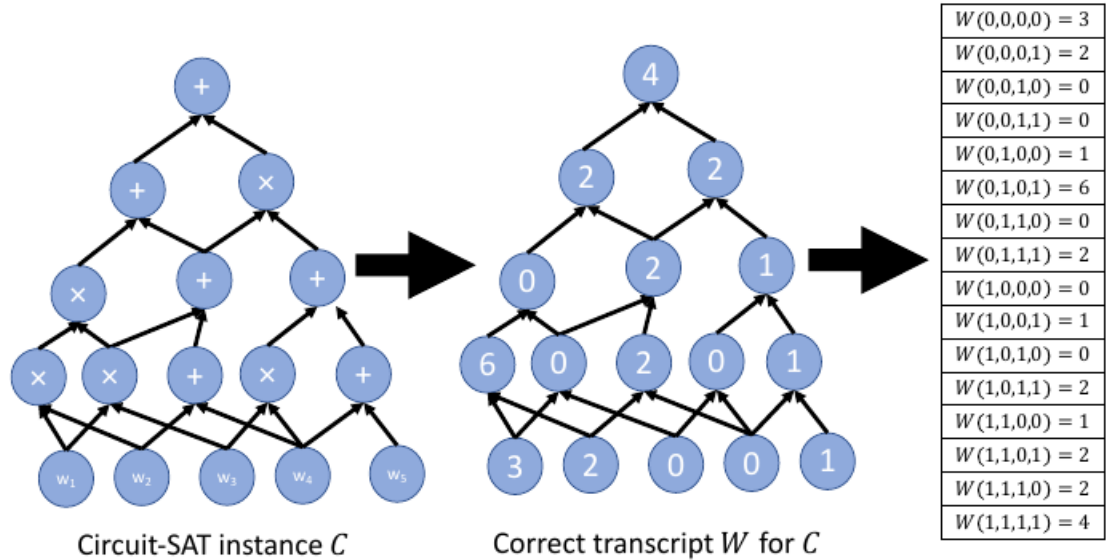 +
+ ×
× + +
× × + × +
w₁ w₂ w₃ w₄ w₅
Circuit-SAT instance C
4
2 2
0 2 1
6 0 2 0 1
3 2 0 0 1
Correct transcript W for C
W(0,0,0,0) = 3
W(0,0,0,1) = 2
W(0,0,1,0) = 0
W(0,0,1,1) = 0
W(0,1,0,0) = 1
W(0,1,0,1) = 6
W(0,1,1,0) = 0
W(0,1,1,1) = 2
W(1,0,0,0) = 0
W(1,0,0,1) = 1
W(1,0,1,0) = 0
W(1,0,1,1) = 2
W(1,1,0,0) = 1
W(1,1,0,1) = 2
W(1,1,1,0) = 2
W(1,1,1,1) = 4